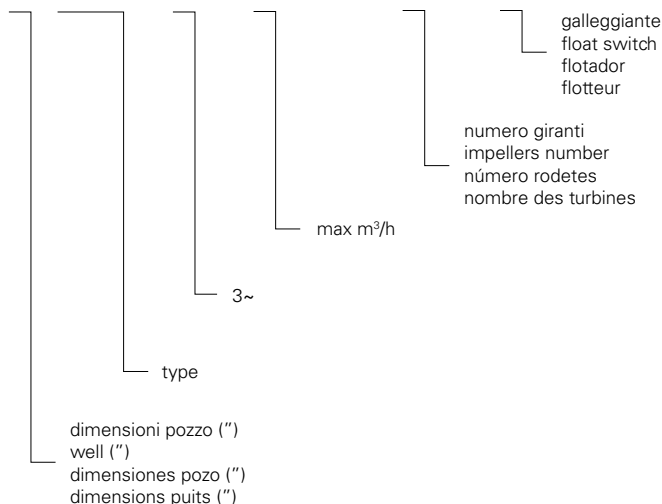 galleggiante
float switch
flotador
flotteur
numero giranti
impellers number
número rodetes
nombre des turbines
max m³/h
3~
type
dimensioni pozzo (”)
well (”)
dimensiones pozo (”)
dimensions puits (”)